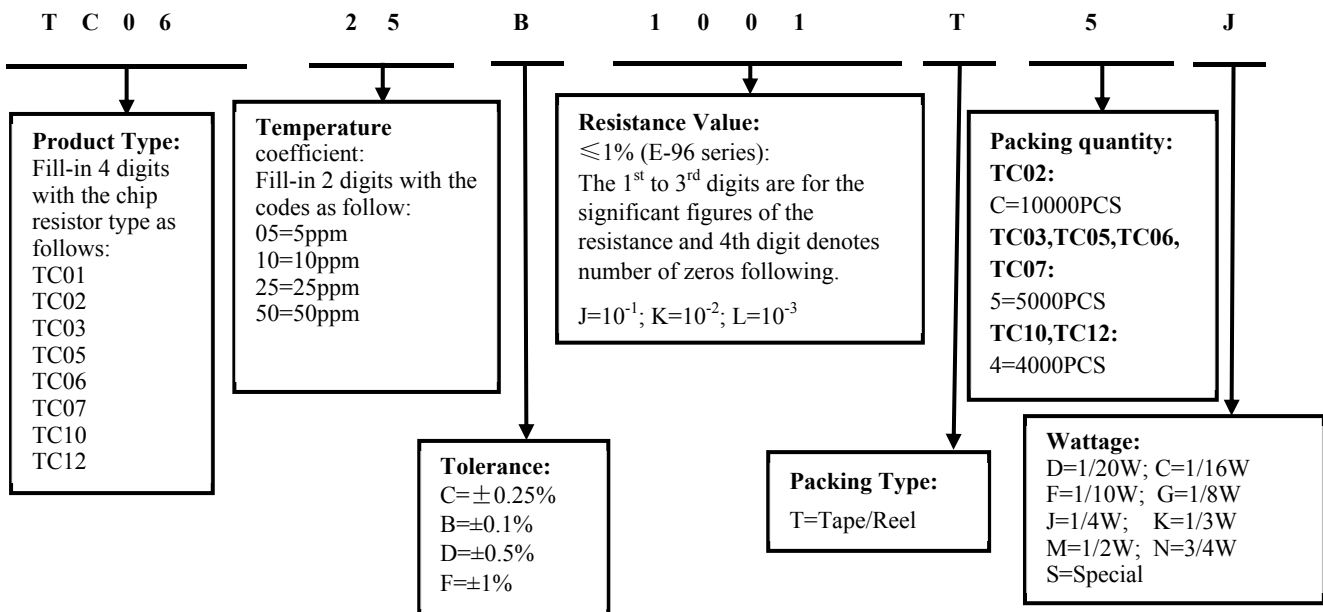 T C 0 6 2 5 B 1 0 0 1 T 5 J
Product Type:
Fill-in 4 digits
with the chip
resistor type as
follows:
TC01
TC02
TC03
TC05
TC06
TC07
TC10
TC12
Temperature
coefficient:
Fill-in 2 digits with the
codes as follow:
05=5ppm
10=10ppm
25=25ppm
50=50ppm
Tolerance:
C=±0.25%
B=±0.1%
D=±0.5%
F=±1%
Resistance Value:
≦1% (E-96 series):
The 1st to 3rd digits are for the
significant figures of the
resistance and 4th digit denotes
number of zeros following.
J=10-1; K=10-2; L=10-3
Packing Type:
T=Tape/Reel
Packing quantity:
TC02:
C=10000PCS
TC03,TC05,TC06,
TC07:
5=5000PCS
TC10,TC12:
4=4000PCS
Wattage:
D=1/20W; C=1/16W
F=1/10W; G=1/8W
J=1/4W; K=1/3W
M=1/2W; N=3/4W
S=Special